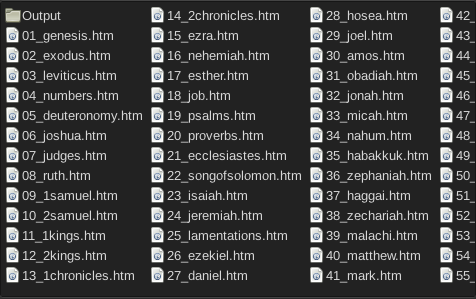 Output
01_genesis.htm
02_exodus.htm
03_leviticus.htm
04_numbers.htm
05_deuteronomy.htm
06_joshua.htm
07_judges.htm
08_ruth.htm
09_1samuel.htm
10_2samuel.htm
11_1kings.htm
12_2kings.htm
13_1chronicles.htm
14_2chronicles.htm
15_ezra.htm
16_nehemiah.htm
17_esther.htm
18_job.htm
19_psalms.htm
20_proverbs.htm
21_ecclesiastes.htm
22_songofsolomon.htm
23_isaiah.htm
24_jeremiah.htm
25_lamentations.htm
26_ezekiel.htm
27_daniel.htm
28_hosea.htm
29_joel.htm
30_amos.htm
31_obadiah.htm
32_jonah.htm
33_micah.htm
34_nahum.htm
35_habakkuk.htm
36_zephaniah.htm
37_haggai.htm
38_zechariah.htm
39_malachi.htm
40_matthew.htm
41_mark.htm
42_
43_
44_
45_
46_
47_
48_
49_
50_
51_
52_
53_
54_
55_